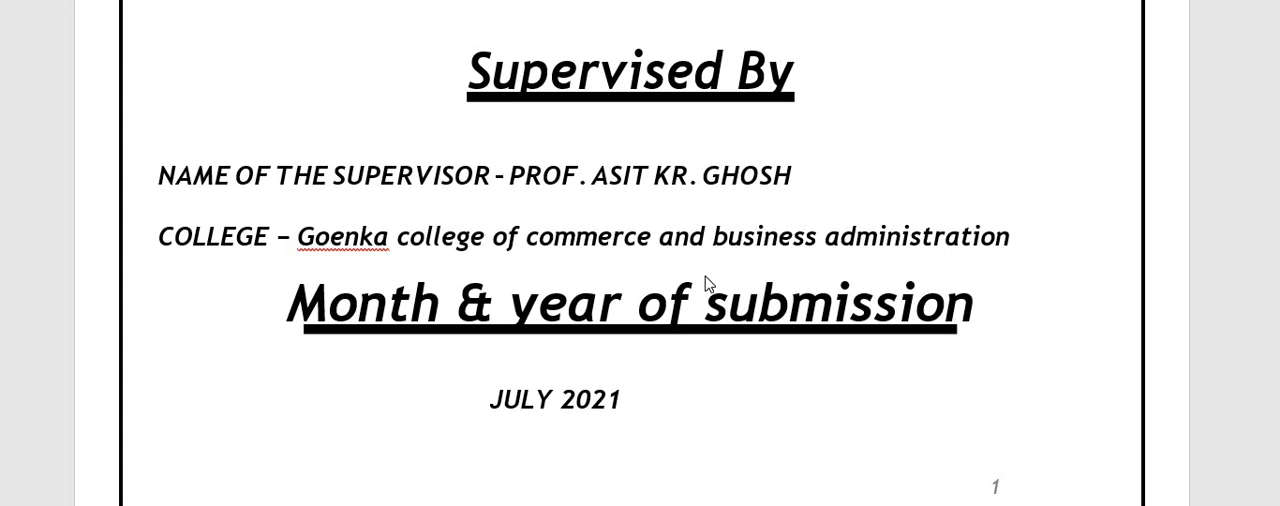 Supervised By
NAME OF THE SUPERVISOR – PROF. ASIT KR. GHOSH
COLLEGE – Goenka college of commerce and business administration
Month & year of submission
JULY 2021
1